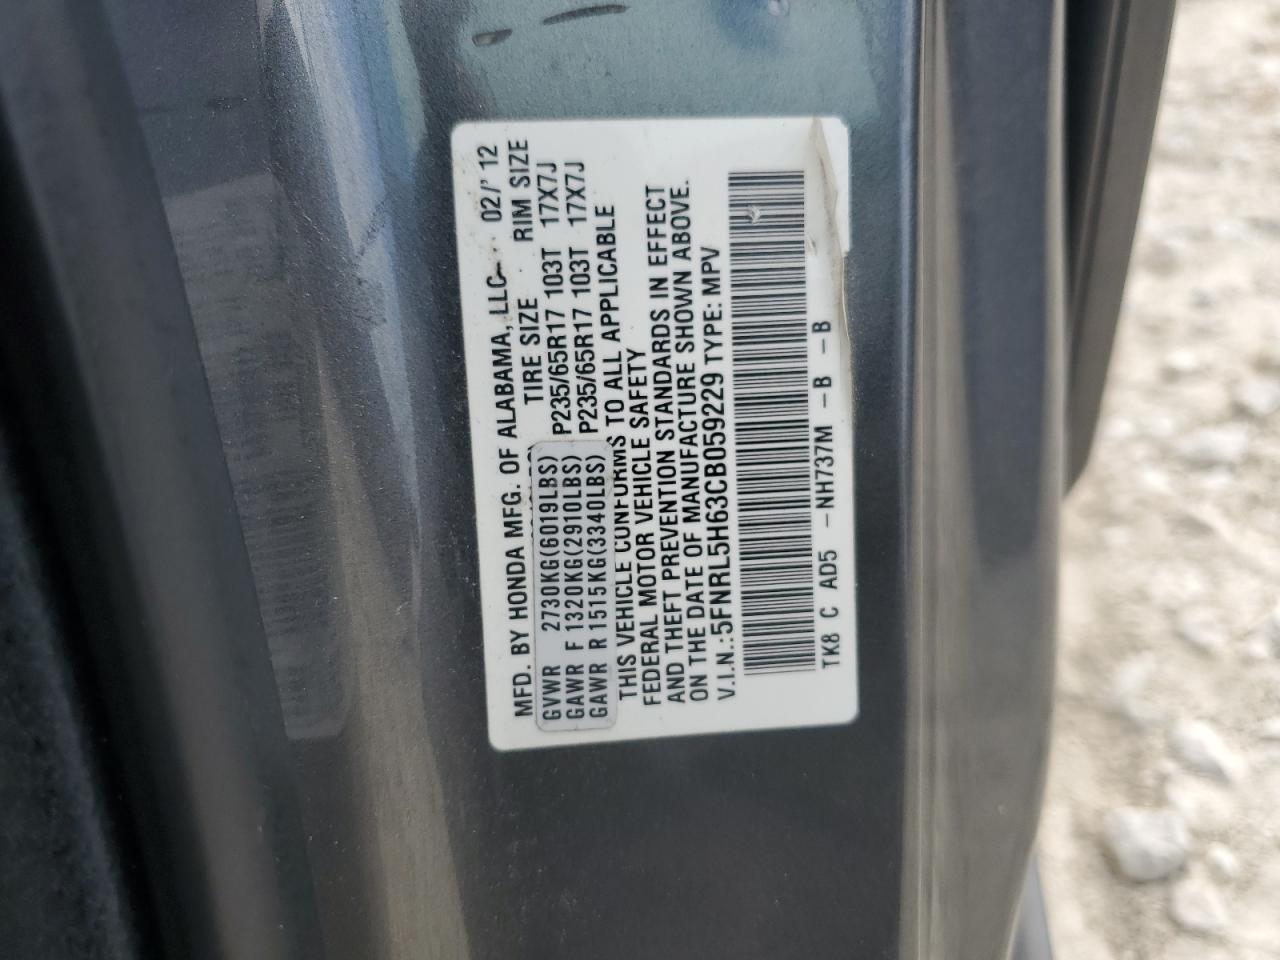 MFD. BY HONDA MFG. OF ALABAMA, LLC. 02/'12
TIRE SIZE RIM SIZE
GVWR 2730KG(6019LBS)
GAWR F 1320KG(2910LBS) P235/65R17 103T 17X7J
GAWR R 1515KG(3340LBS) P235/65R17 103T 17X7J
THIS VEHICLE CONFORMS TO ALL APPLICABLE
FEDERAL MOTOR VEHICLE SAFETY
AND THEFT PREVENTION STANDARDS IN EFFECT
ON THE DATE OF MANUFACTURE SHOWN ABOVE.
V.I.N.:5FNRL5H63CB059229 TYPE: MPV
TK8 C AD5 -NH737M -B -B